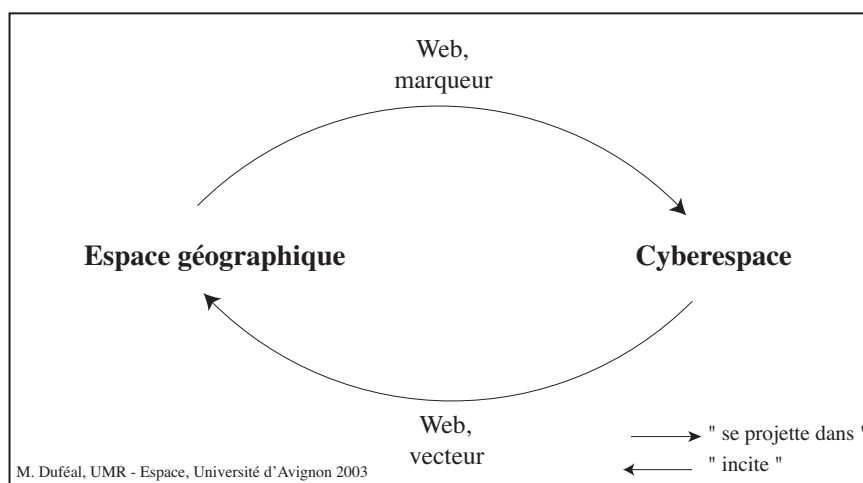 Web,
marqueur
Espace géographique
Cyberespace
Web,
vecteur
" se projette dans "
" incite "
M. Duféal, UMR - Espace, Université d'Avignon 2003